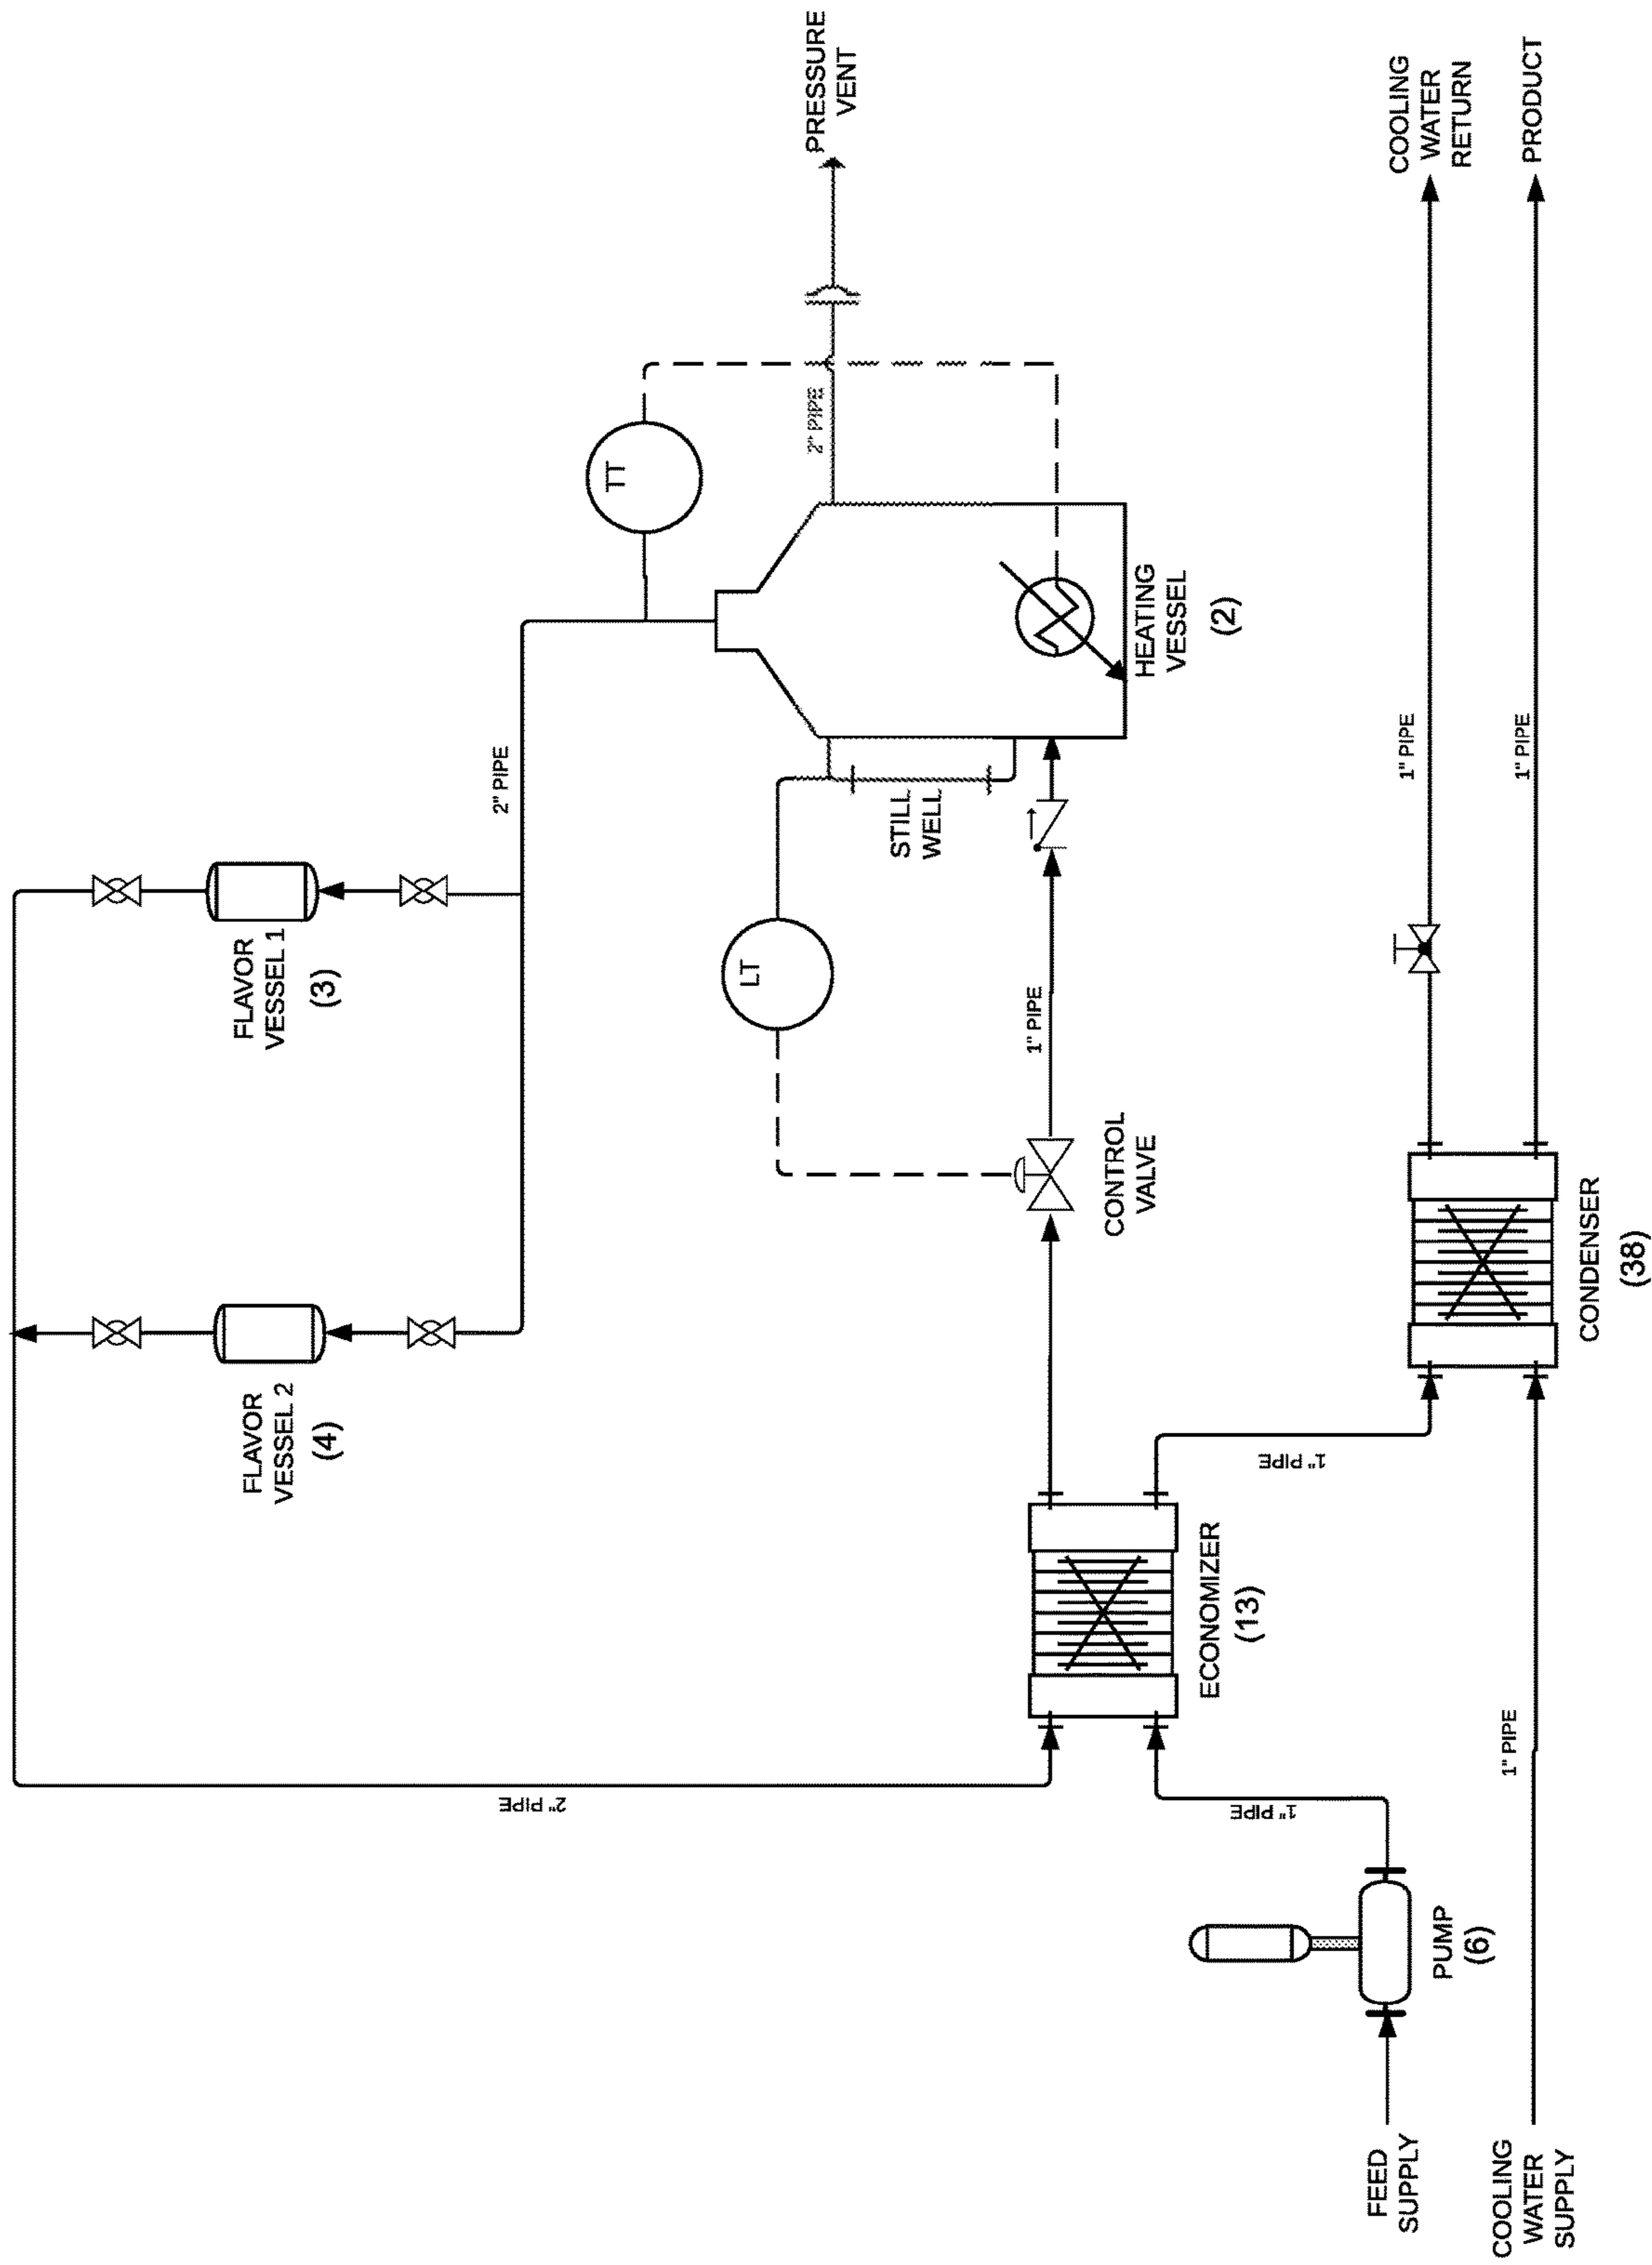 FLAVOR
VESSEL 2
(4)
FLAVOR
VESSEL 1
(3)
2" PIPE
2" PIPE
TT
LT
2" PIPE
PRESSURE
VENT
STILL
WELL
1" PIPE
CONTROL
VALVE
HEATING
VESSEL
(2)
ECONOMIZER
(13)
1" PIPE
1" PIPE
FEED
SUPPLY
PUMP
(6)
1" PIPE
COOLING
WATER
RETURN
COOLING
WATER
SUPPLY
1" PIPE
1" PIPE
PRODUCT
CONDENSER
(38)